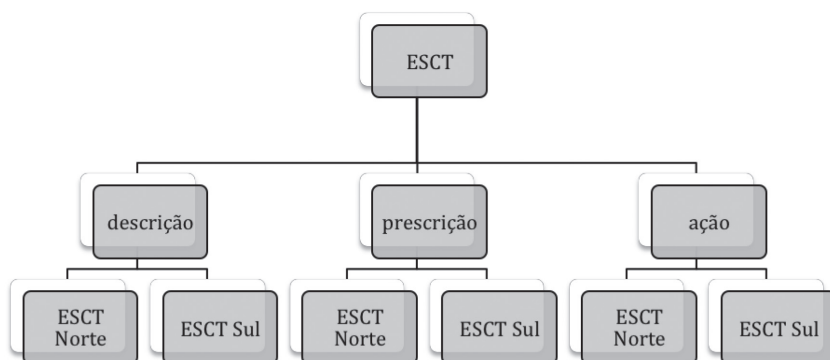 ESCT
descrição
prescrição
ação
ESCT
Norte
ESCT Sul
ESCT
Norte
ESCT Sul
ESCT
Norte
ESCT Sul